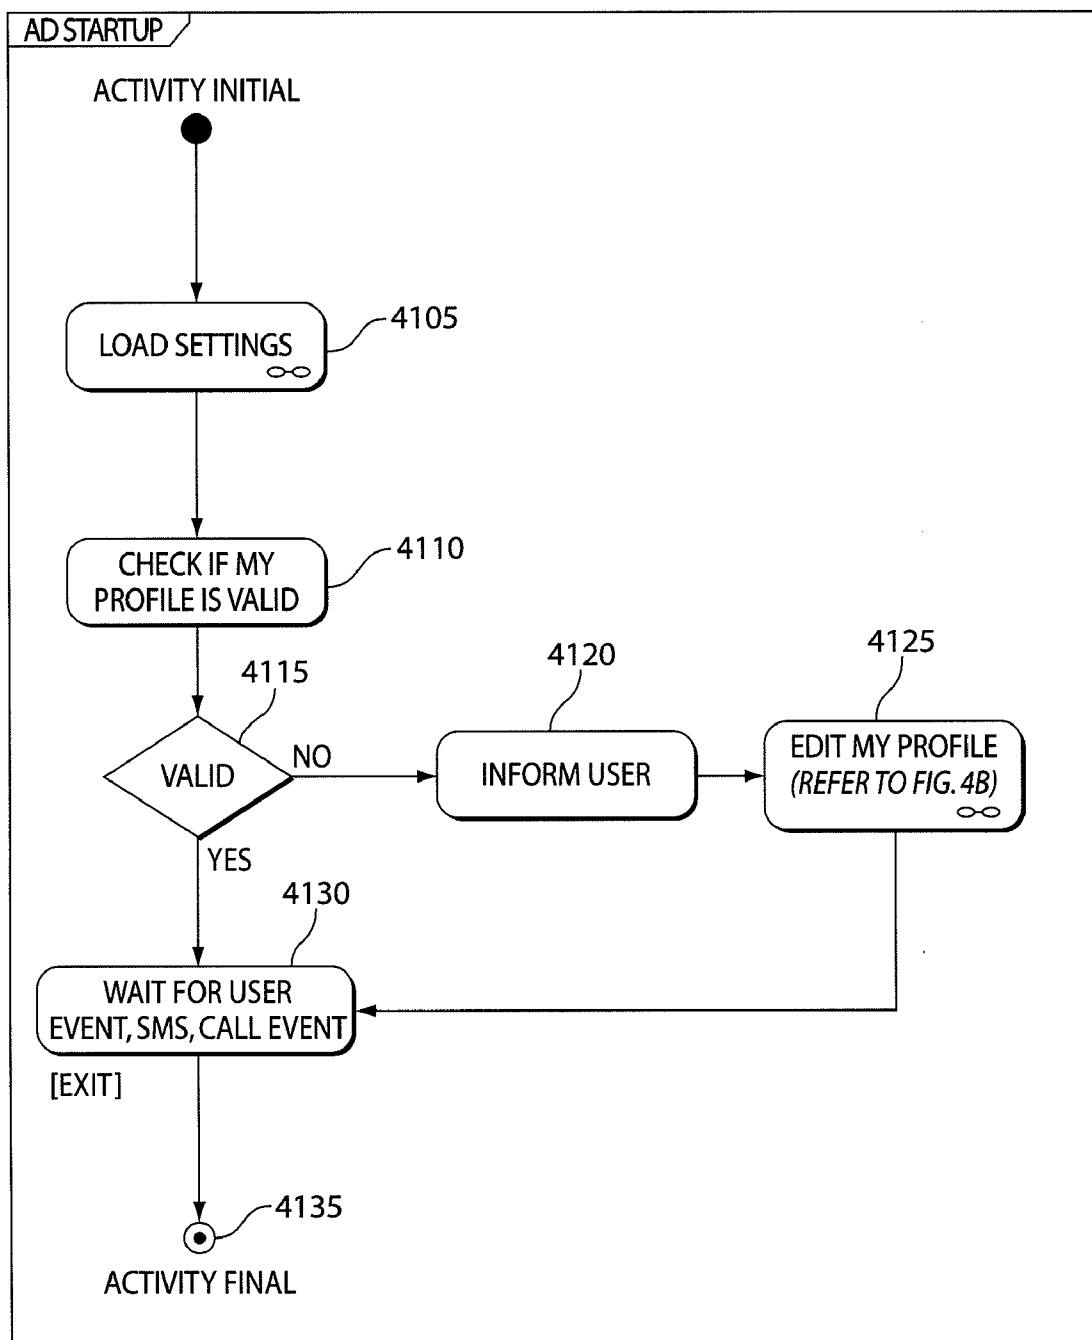 AD STARTUP
ACTIVITY INITIAL
4105
LOAD SETTINGS
4110
CHECK IF MY
PROFILE IS VALID
4115
4120
4125
VALID
NO
INFORM USER
EDIT MY PROFILE
(REFER TO FIG. 4B)
YES
4130
WAIT FOR USER
EVENT, SMS, CALL EVENT
[EXIT]
4135
ACTIVITY FINAL